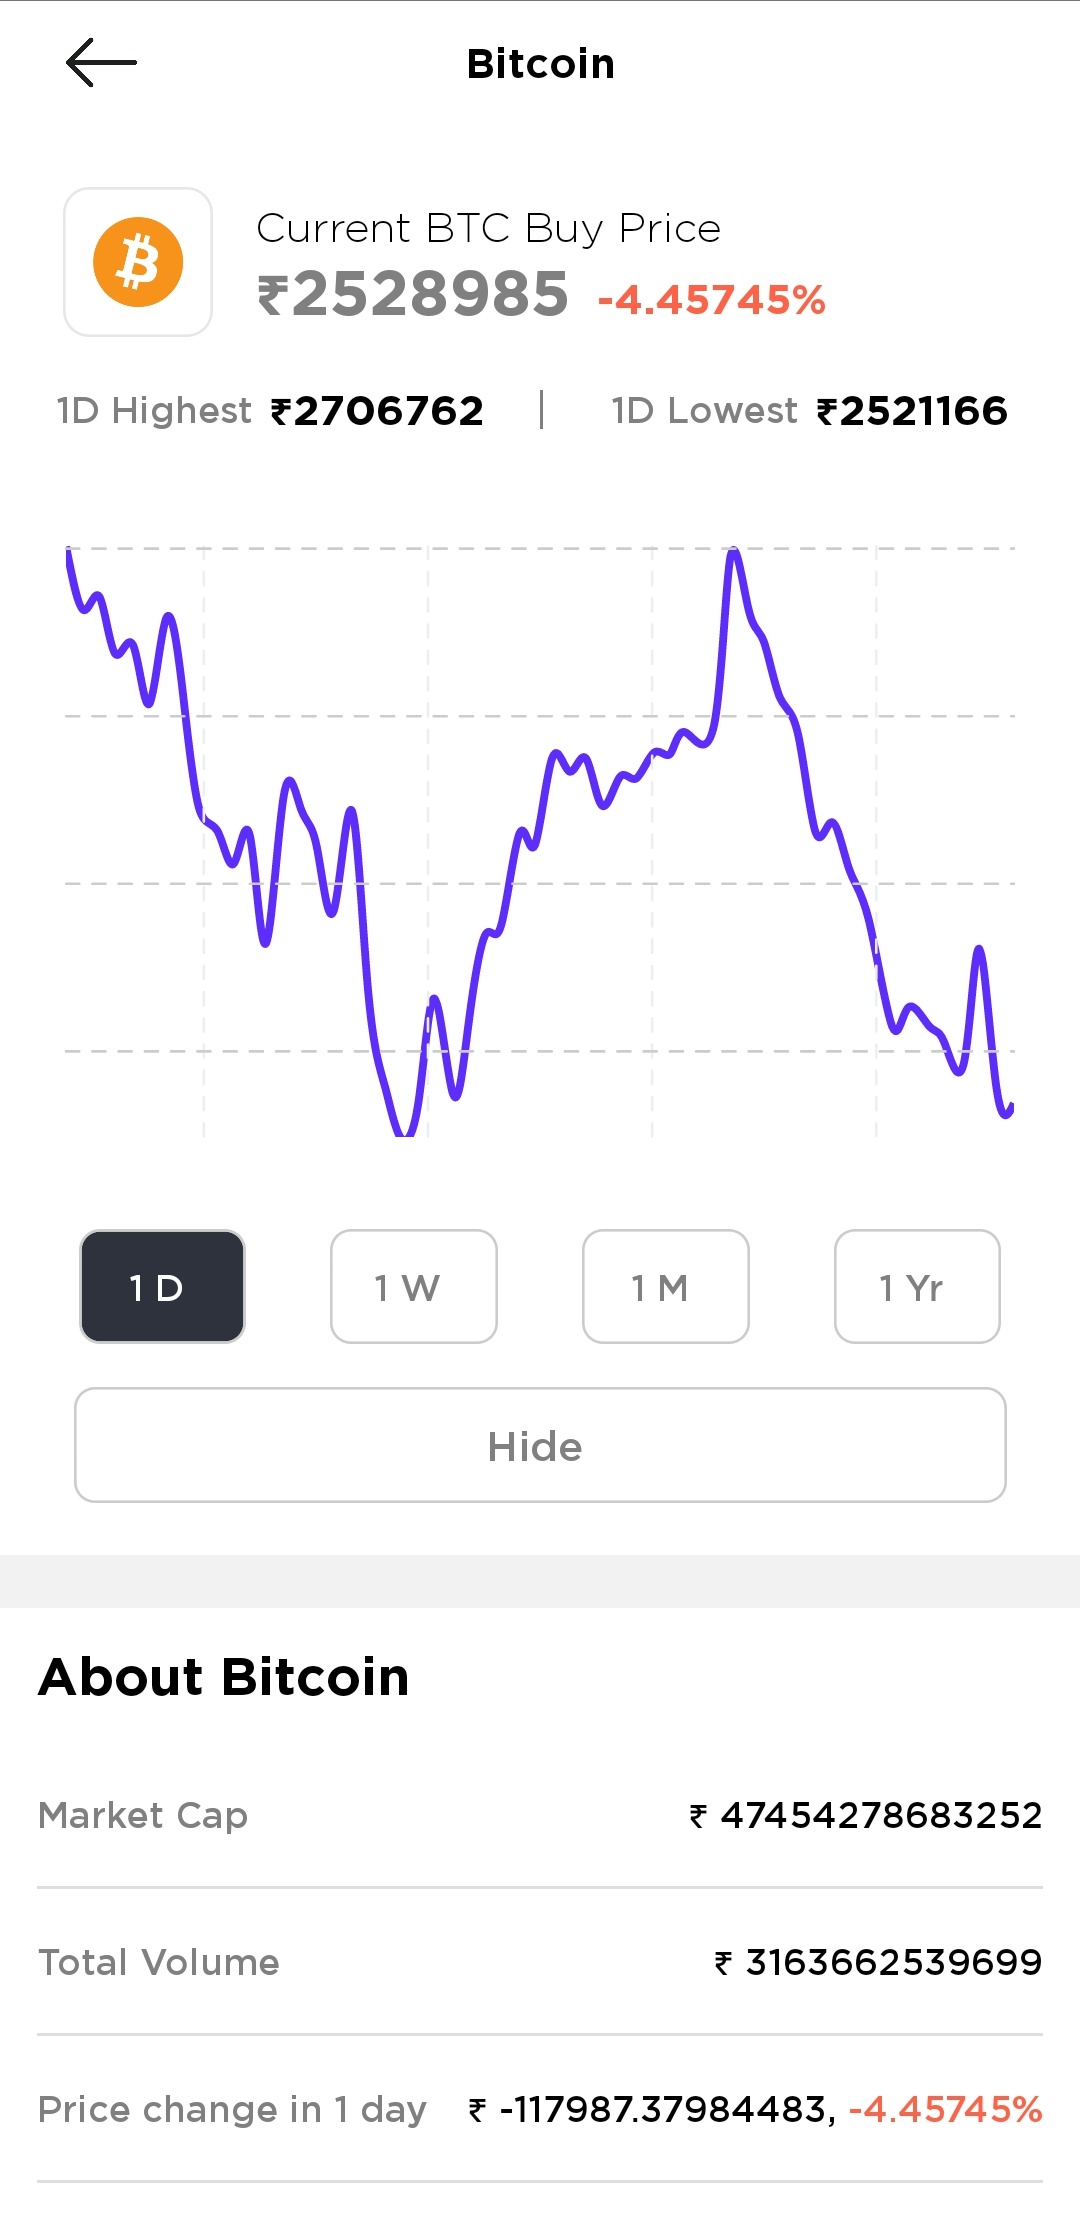 Bitcoin
Current BTC Buy Price
₹2528985 -4.45745%
1D Highest ₹2706762 | 1D Lowest ₹2521166
1 D 1 W 1 M 1 Yr
Hide
About Bitcoin
Market Cap ₹ 47454278683252
Total Volume ₹ 3163662539699
Price change in 1 day ₹ -117987.37984483, -4.45745%